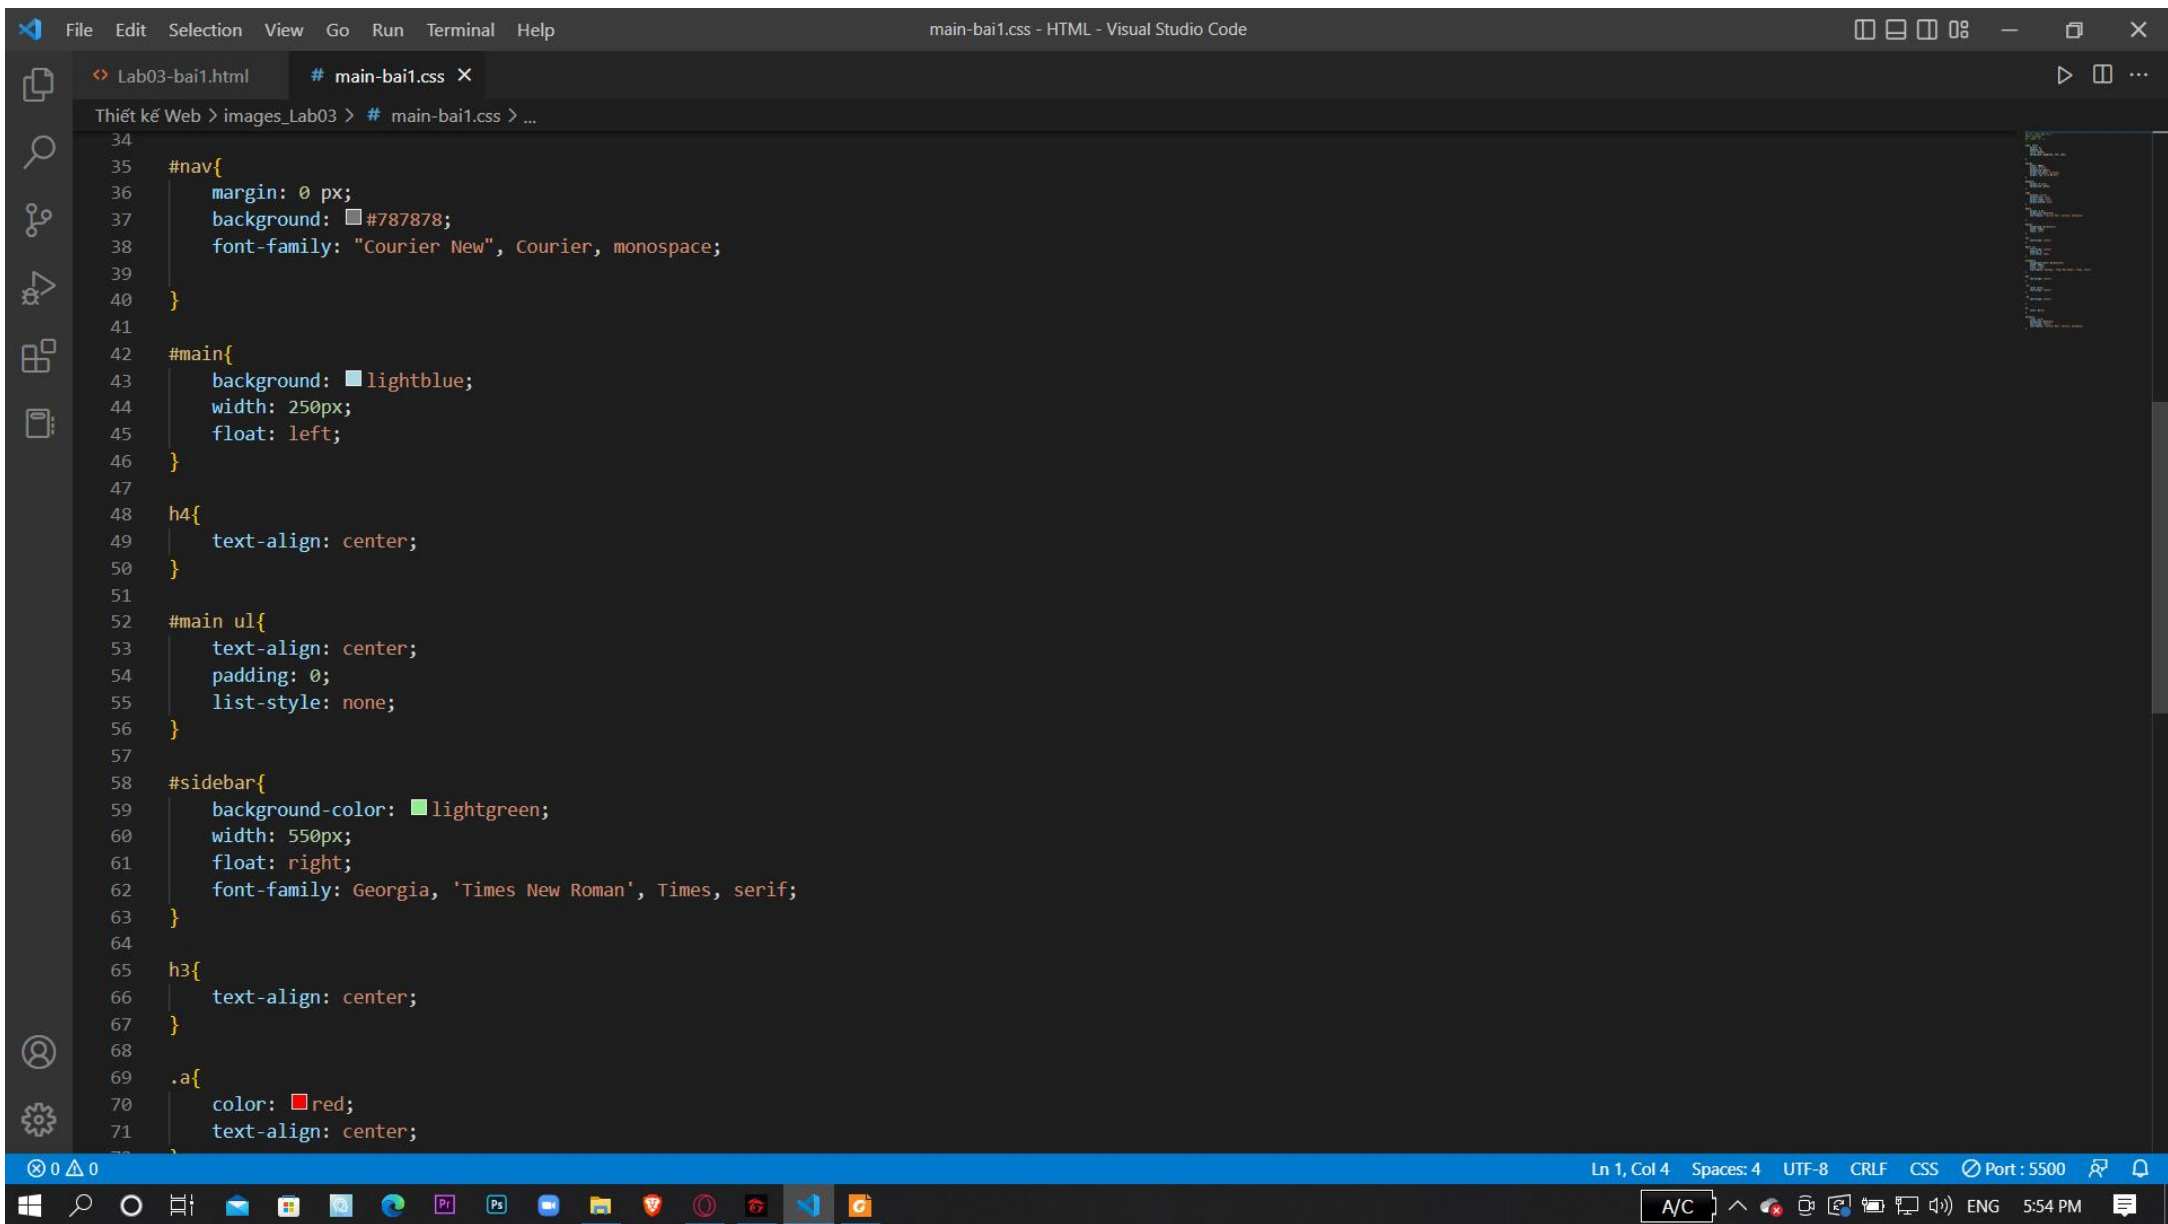 File Edit Selection View Go Run Terminal Help
main-bai1.css - HTML - Visual Studio Code
<> Lab03-bai1.html
# main-bai1.css
Thiết kế Web > images_Lab03 > # main-bai1.css > ...
34
35 #nav{
36 margin: 0 px;
37 background: #787878;
38 font-family: "Courier New", Courier, monospace;
39
40 }
41
42 #main{
43 background: lightblue;
44 width: 250px;
45 float: left;
46 }
47
48 h4{
49 text-align: center;
50 }
51
52 #main ul{
53 text-align: center;
54 padding: 0;
55 list-style: none;
56 }
57
58 #sidebar{
59 background-color: lightgreen;
60 width: 550px;
61 float: right;
62 font-family: Georgia, 'Times New Roman', Times, serif;
63 }
64
65 h3{
66 text-align: center;
67 }
68
69 .a{
70 color: red;
71 text-align: center;
0 0
Ln 1, Col 4 Spaces: 4 UTF-8 CRLF CSS Port : 5500
Pr Ps
A/C ENG 5:54 PM